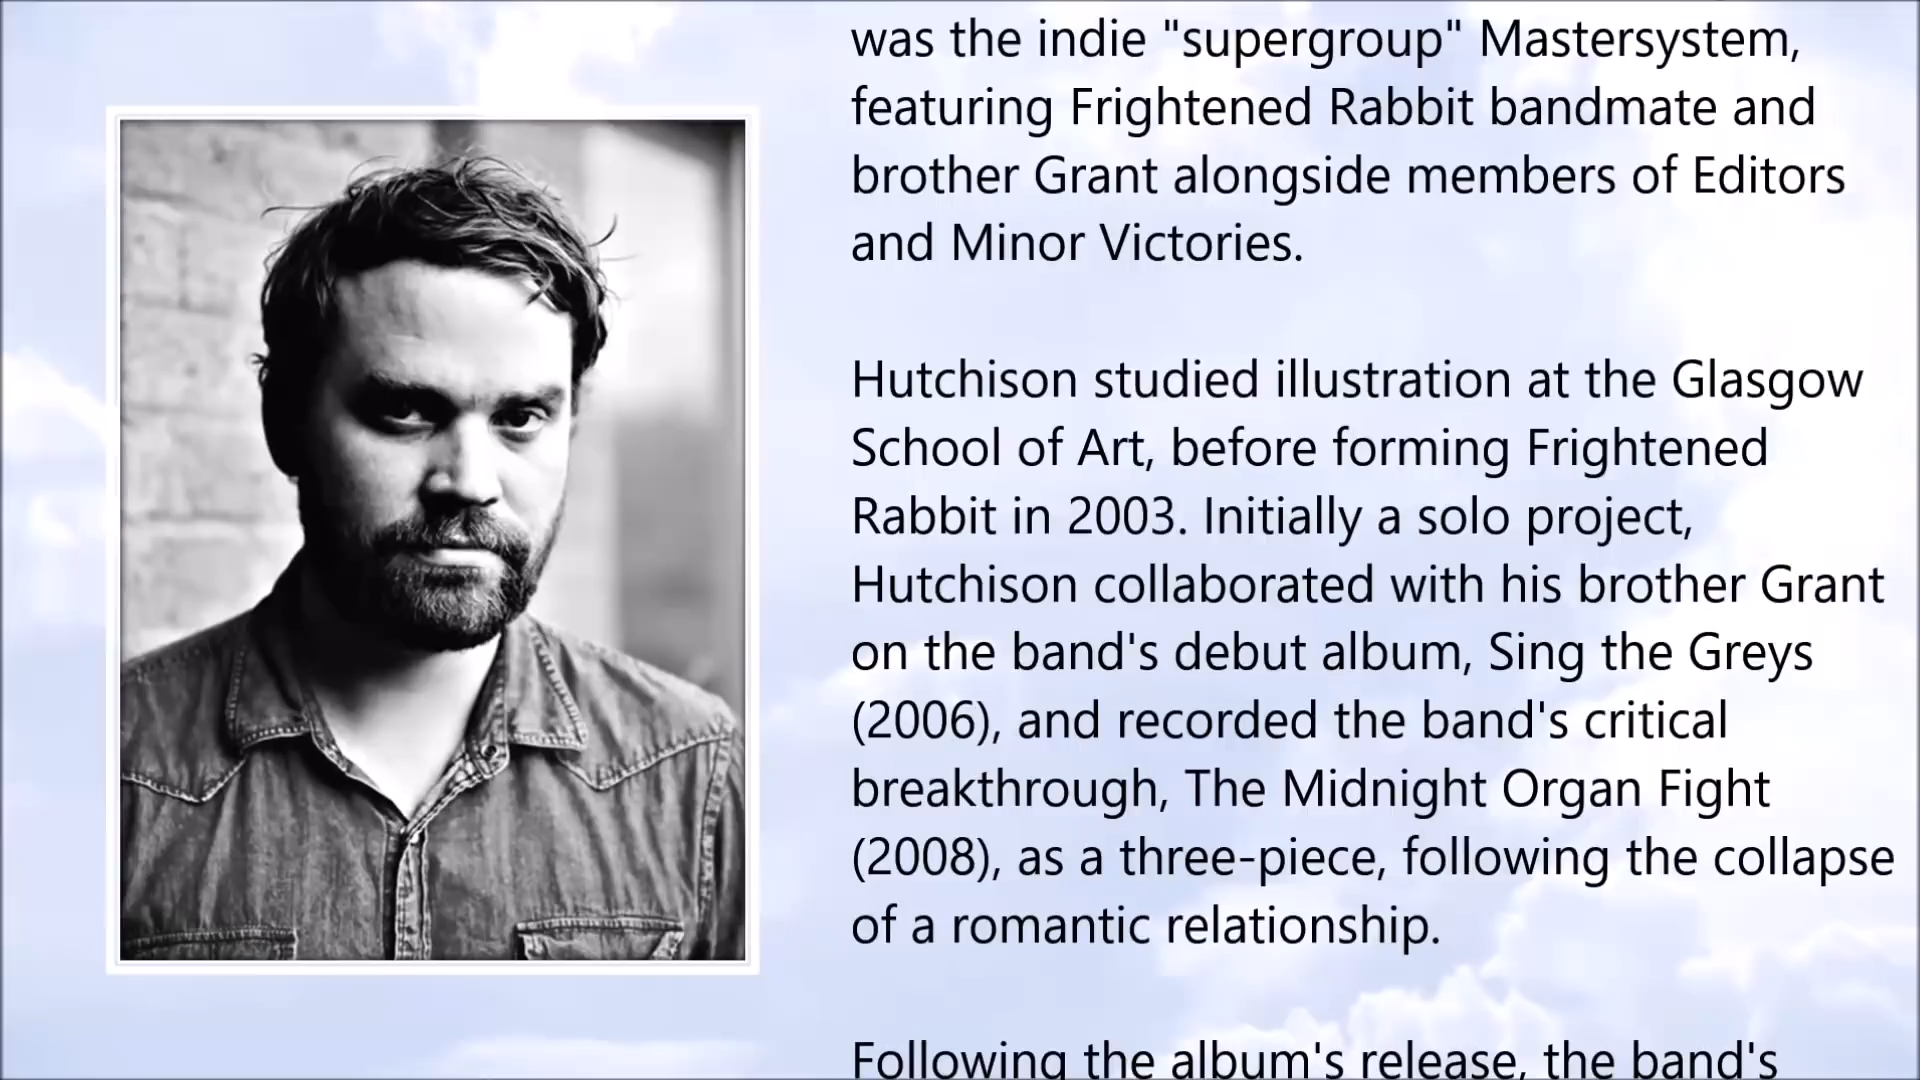 was the indie "supergroup" Mastersystem,
featuring Frightened Rabbit bandmate and
brother Grant alongside members of Editors
and Minor Victories.
Hutchison studied illustration at the Glasgow
School of Art, before forming Frightened
Rabbit in 2003. Initially a solo project,
Hutchison collaborated with his brother Grant
on the band's debut album, Sing the Greys
(2006), and recorded the band's critical
breakthrough, The Midnight Organ Fight
(2008), as a three-piece, following the collapse
of a romantic relationship.
Following the album's release, the band's